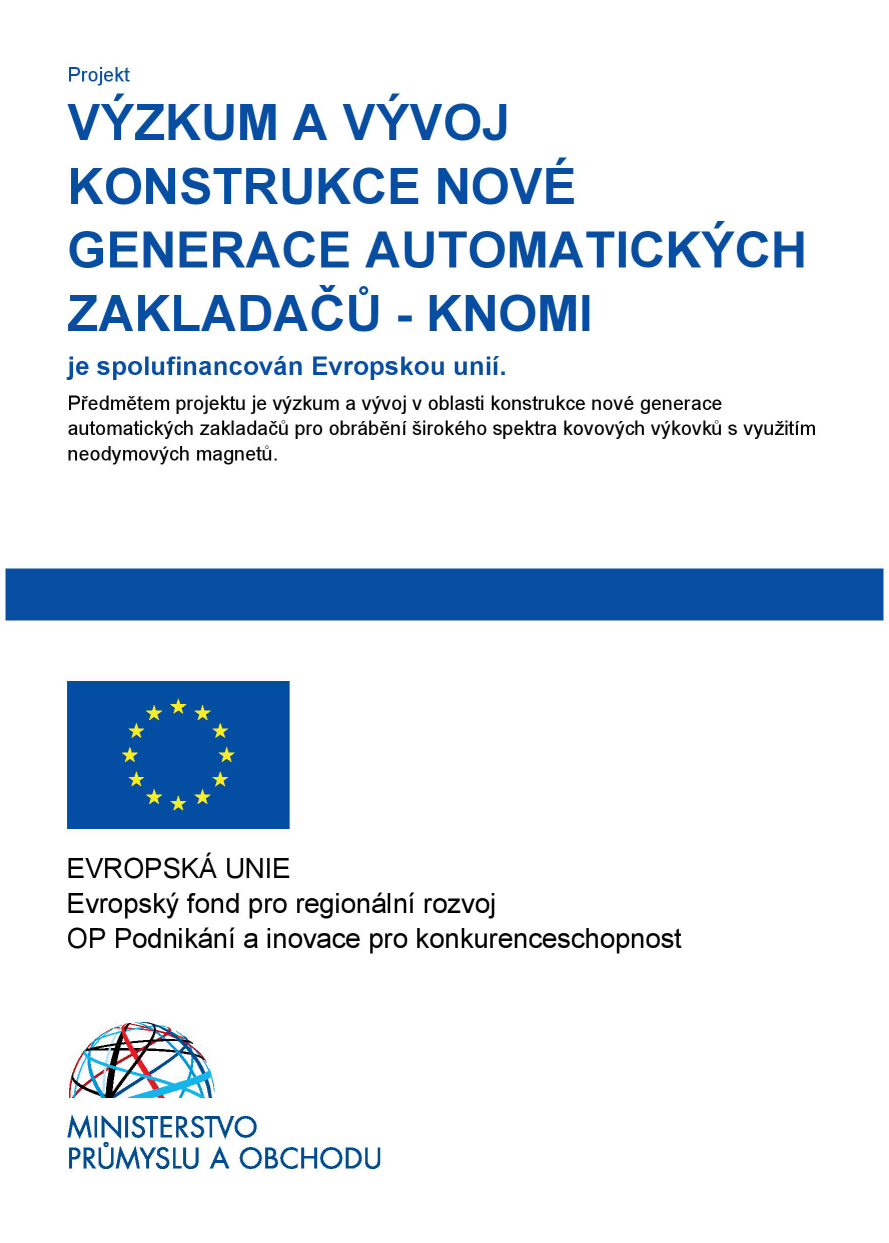 Projekt
VÝZKUM A VÝVOJ
KONSTRUKCE NOVÉ
GENERACE AUTOMATICKÝCH
ZAKLADAČŮ - KNOMI
je spolufinancován Evropskou unií.
Předmětem projektu je výzkum a vývoj v oblasti konstrukce nové generace
automatických zakladačů pro obrábění širokého spektra kovových výkovků s využitím
neodymových magnetů.
EVROPSKÁ UNIE
Evropský fond pro regionální rozvoj
OP Podnikání a inovace pro konkurenceschopnost
MINISTERSTVO
PRŮMYSLU A OBCHODU